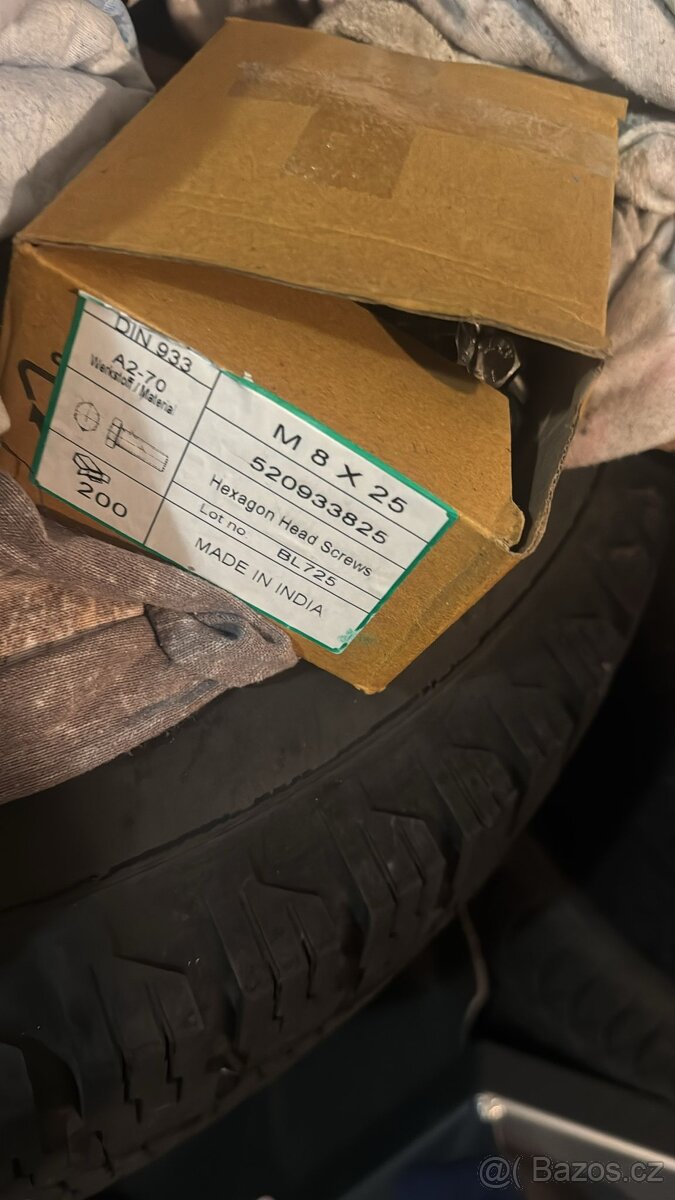 DIN 933
A2-70
Werkstoff / Material
200
M 8 X 25
520933825
Hexagon Head Screws
Lot no BL725
MADE IN INDIA
@( Bazos.cz